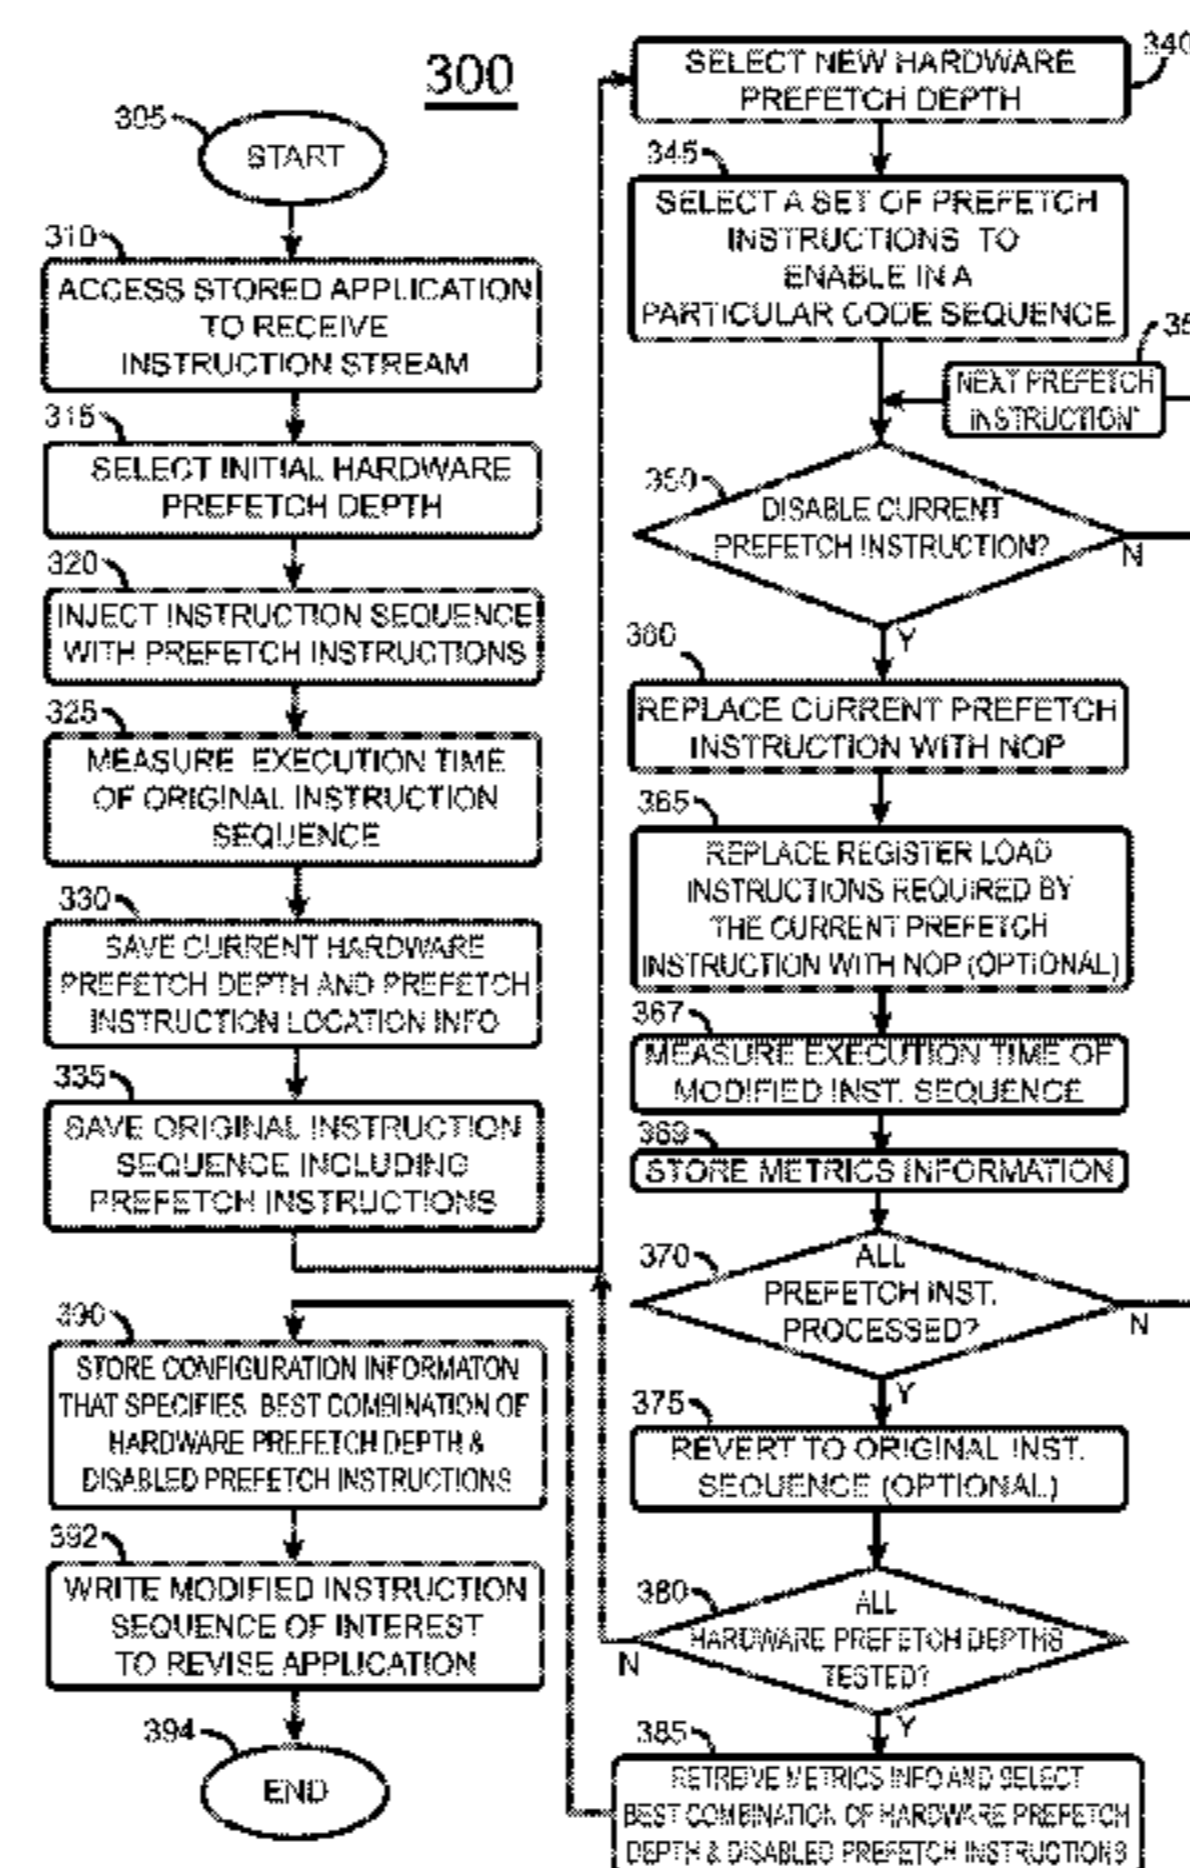 300
305
START
310
ACCESS STORED APPLICATION
TO RECEIVE
INSTRUCTION STREAM
315
SELECT INITIAL HARDWARE
PREFETCH DEPTH
320
INJECT INSTRUCTION SEQUENCE
WITH PREFETCH INSTRUCTIONS
325
MEASURE EXECUTION TIME
OF ORIGINAL INSTRUCTION
SEQUENCE
330
SAVE CURRENT HARDWARE
PREFETCH DEPTH AND PREFETCH
INSTRUCTION LOCATION INFO
335
SAVE ORIGINAL INSTRUCTION
SEQUENCE INCLUDING
PREFETCH INSTRUCTIONS
340
SELECT NEW HARDWARE
PREFETCH DEPTH
345
SELECT A SET OF PREFETCH
INSTRUCTIONS TO
ENABLE IN A
PARTICULAR CODE SEQUENCE
NEXT PREFETCH
INSTRUCTION
350
DISABLE CURRENT
PREFETCH INSTRUCTION?
N
Y
360
REPLACE CURRENT PREFETCH
INSTRUCTION WITH NOP
365
REPLACE REGISTER LOAD
INSTRUCTIONS REQUIRED BY
THE CURRENT PREFETCH
INSTRUCTION WITH NOP (OPTIONAL)
367
MEASURE EXECUTION TIME OF
MODIFIED INST. SEQUENCE
369
STORE METRICS INFORMATION
370
ALL
PREFETCH INST.
PROCESSED?
N
Y
375
REVERT TO ORIGINAL INST.
SEQUENCE (OPTIONAL)
380
ALL
HARDWARE PREFETCH DEPTHS
TESTED?
N
Y
385
RETREIVE METRICS INFO AND SELECT
BEST COMBINATION OF HARDWARE PREFETCH
DEPTH & DISABLED PREFETCH INSTRUCTIONS
390
STORE CONFIGURATION INFORMATON
THAT SPECIFIES BEST COMBINATION OF
HARDWARE PREFETCH DEPTH &
DISABLED PREFETCH INSTRUCTIONS
392
WRITE MODIFIED INSTRUCTION
SEQUENCE OF INTEREST
TO REVISE APPLICATION
394
END